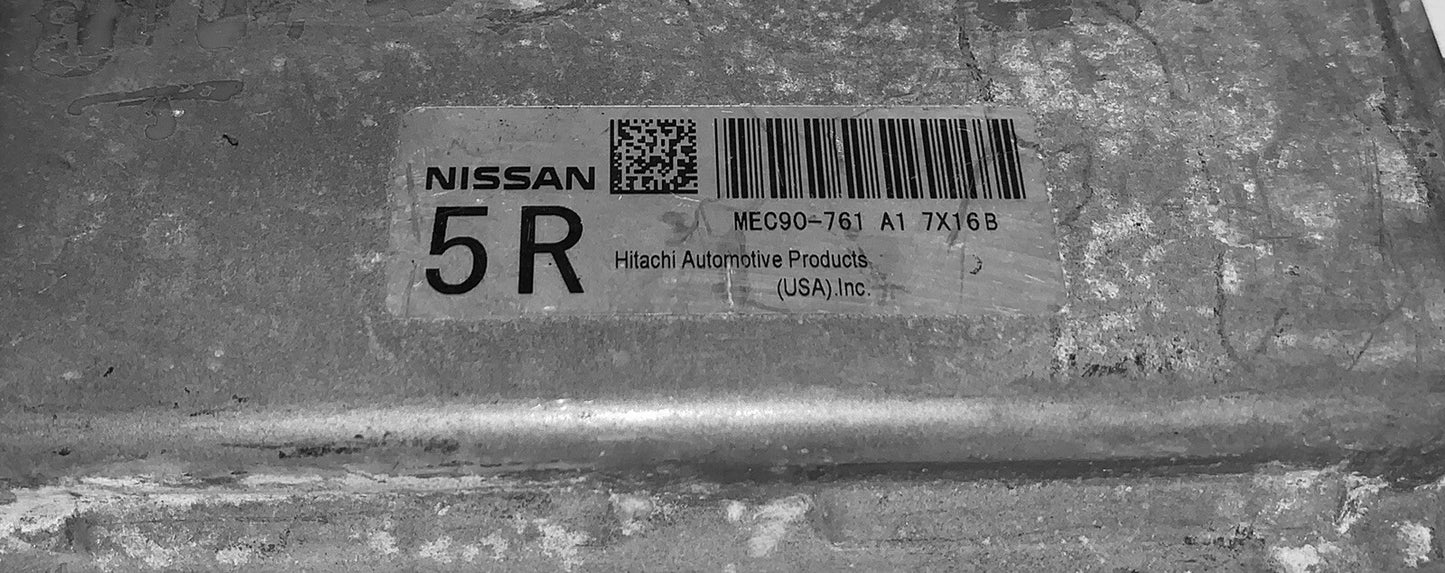 NISSAN
5R
MEC90-761 A1 7X16B
Hitachi Automotive Products
(USA).Inc.